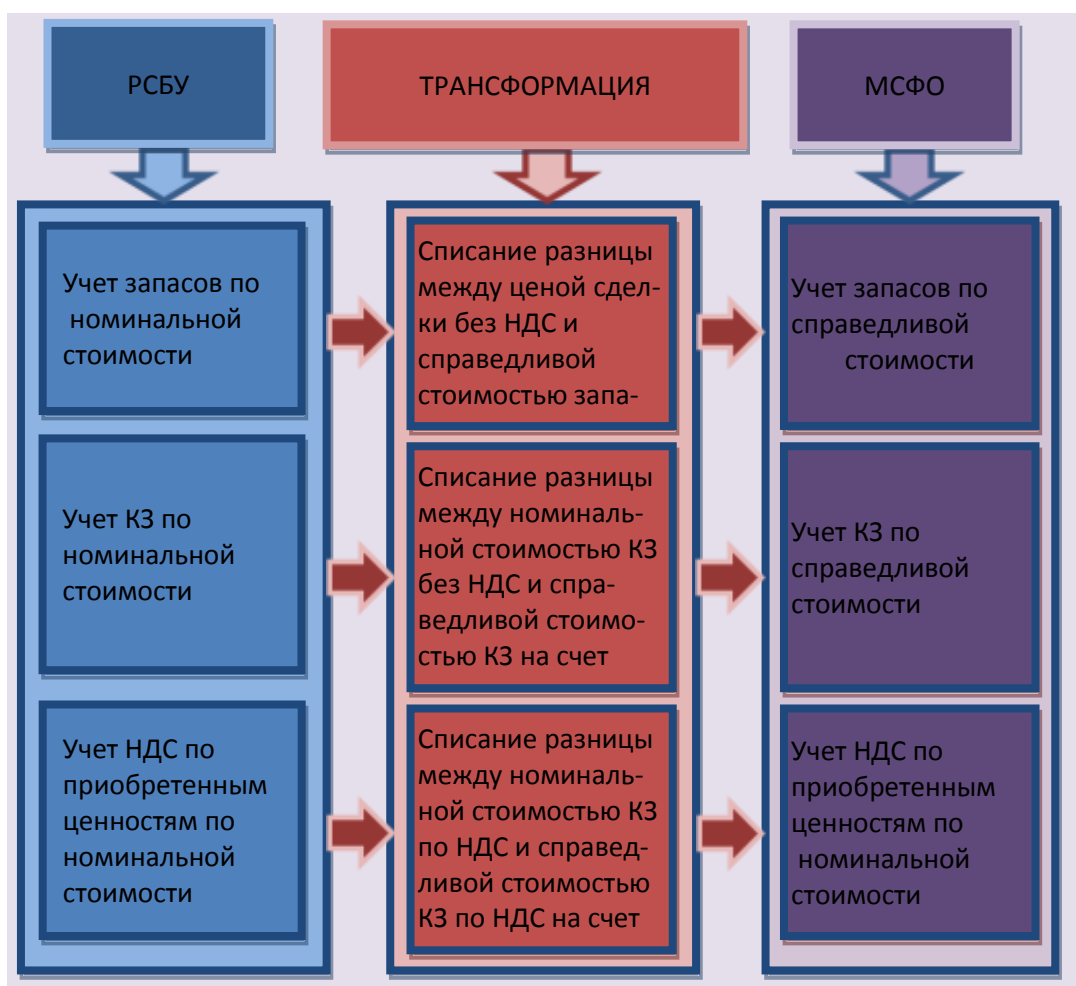 РСБУ
ТРАНСФОРМАЦИЯ
МСФО
Учет запасов по
номинальной
стоимости
Списание разницы
между ценой сдел-
ки без НДС и
справедливой
стоимостью запа-
Учет запасов по
справедливой
стоимости
Учет КЗ по
номинальной
стоимости
Списание разницы
между номиналь-
ной стоимостью КЗ
без НДС и спра-
ведливой стоимо-
стью КЗ на счет
Учет КЗ по
справедливой
стоимости
Учет НДС по
приобретенным
ценностям по
номинальной
стоимости
Списание разницы
между номиналь-
ной стоимостью КЗ
по НДС и справед-
ливой стоимостью
КЗ по НДС на счет
Учет НДС по
приобретенным
ценностям по
номинальной
стоимости